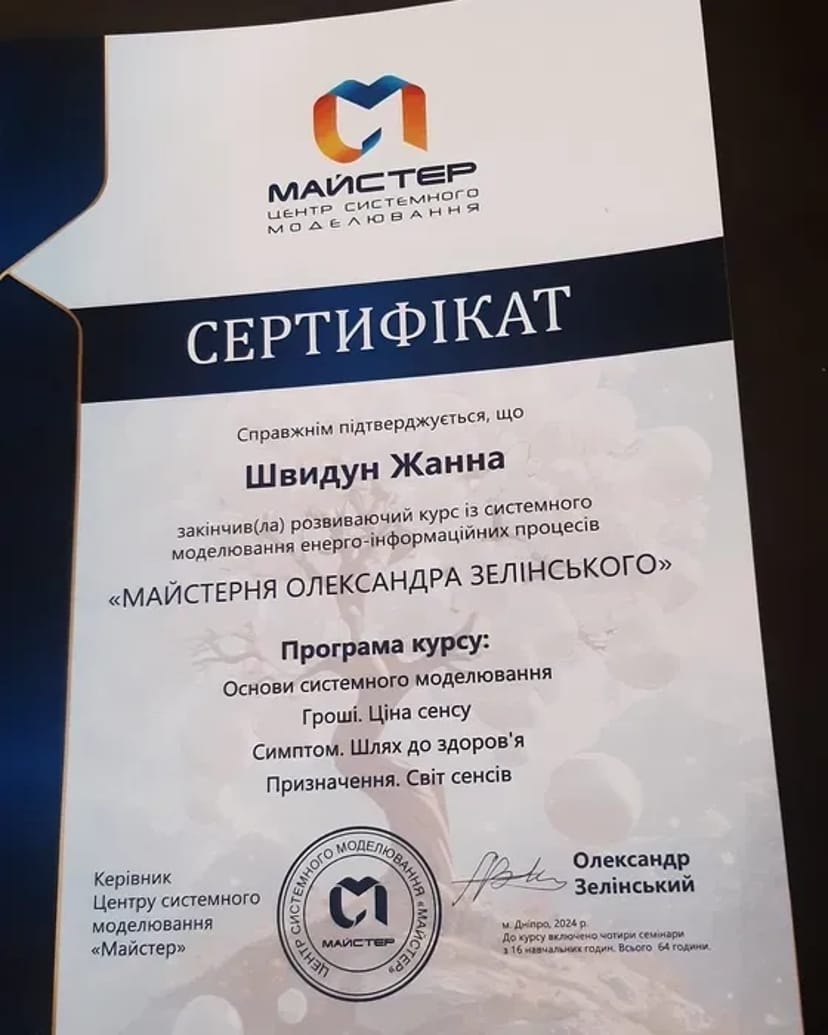 МАЙСТЕР
ЦЕНТР СИСТЕМНОГО
МОДЕЛЮВАННЯ
СЕРТИФІКАТ
Справжнім підтверджується, що
Швидун Жанна
закінчив(ла) розвиваючий курс із системного
моделювання енерго-інформаційних процесів
«МАЙСТЕРНЯ ОЛЕКСАНДРА ЗЕЛІНСЬКОГО»
Програма курсу:
Основи системного моделювання
Гроші. Ціна сенсу
Симптом. Шлях до здоров'я
Призначення. Світ сенсів
Керівник
Центру системного
моделювання
«Майстер»
ЦЕНТР СИСТЕМНОГО МОДЕЛЮВАННЯ «МАЙСТЕР»
МАЙСТЕР
Олександр
Зелінський
м. Дніпро, 2024 р.
До курсу включено чотири семінари
з 16 навчальних годин. Всього 64 години.